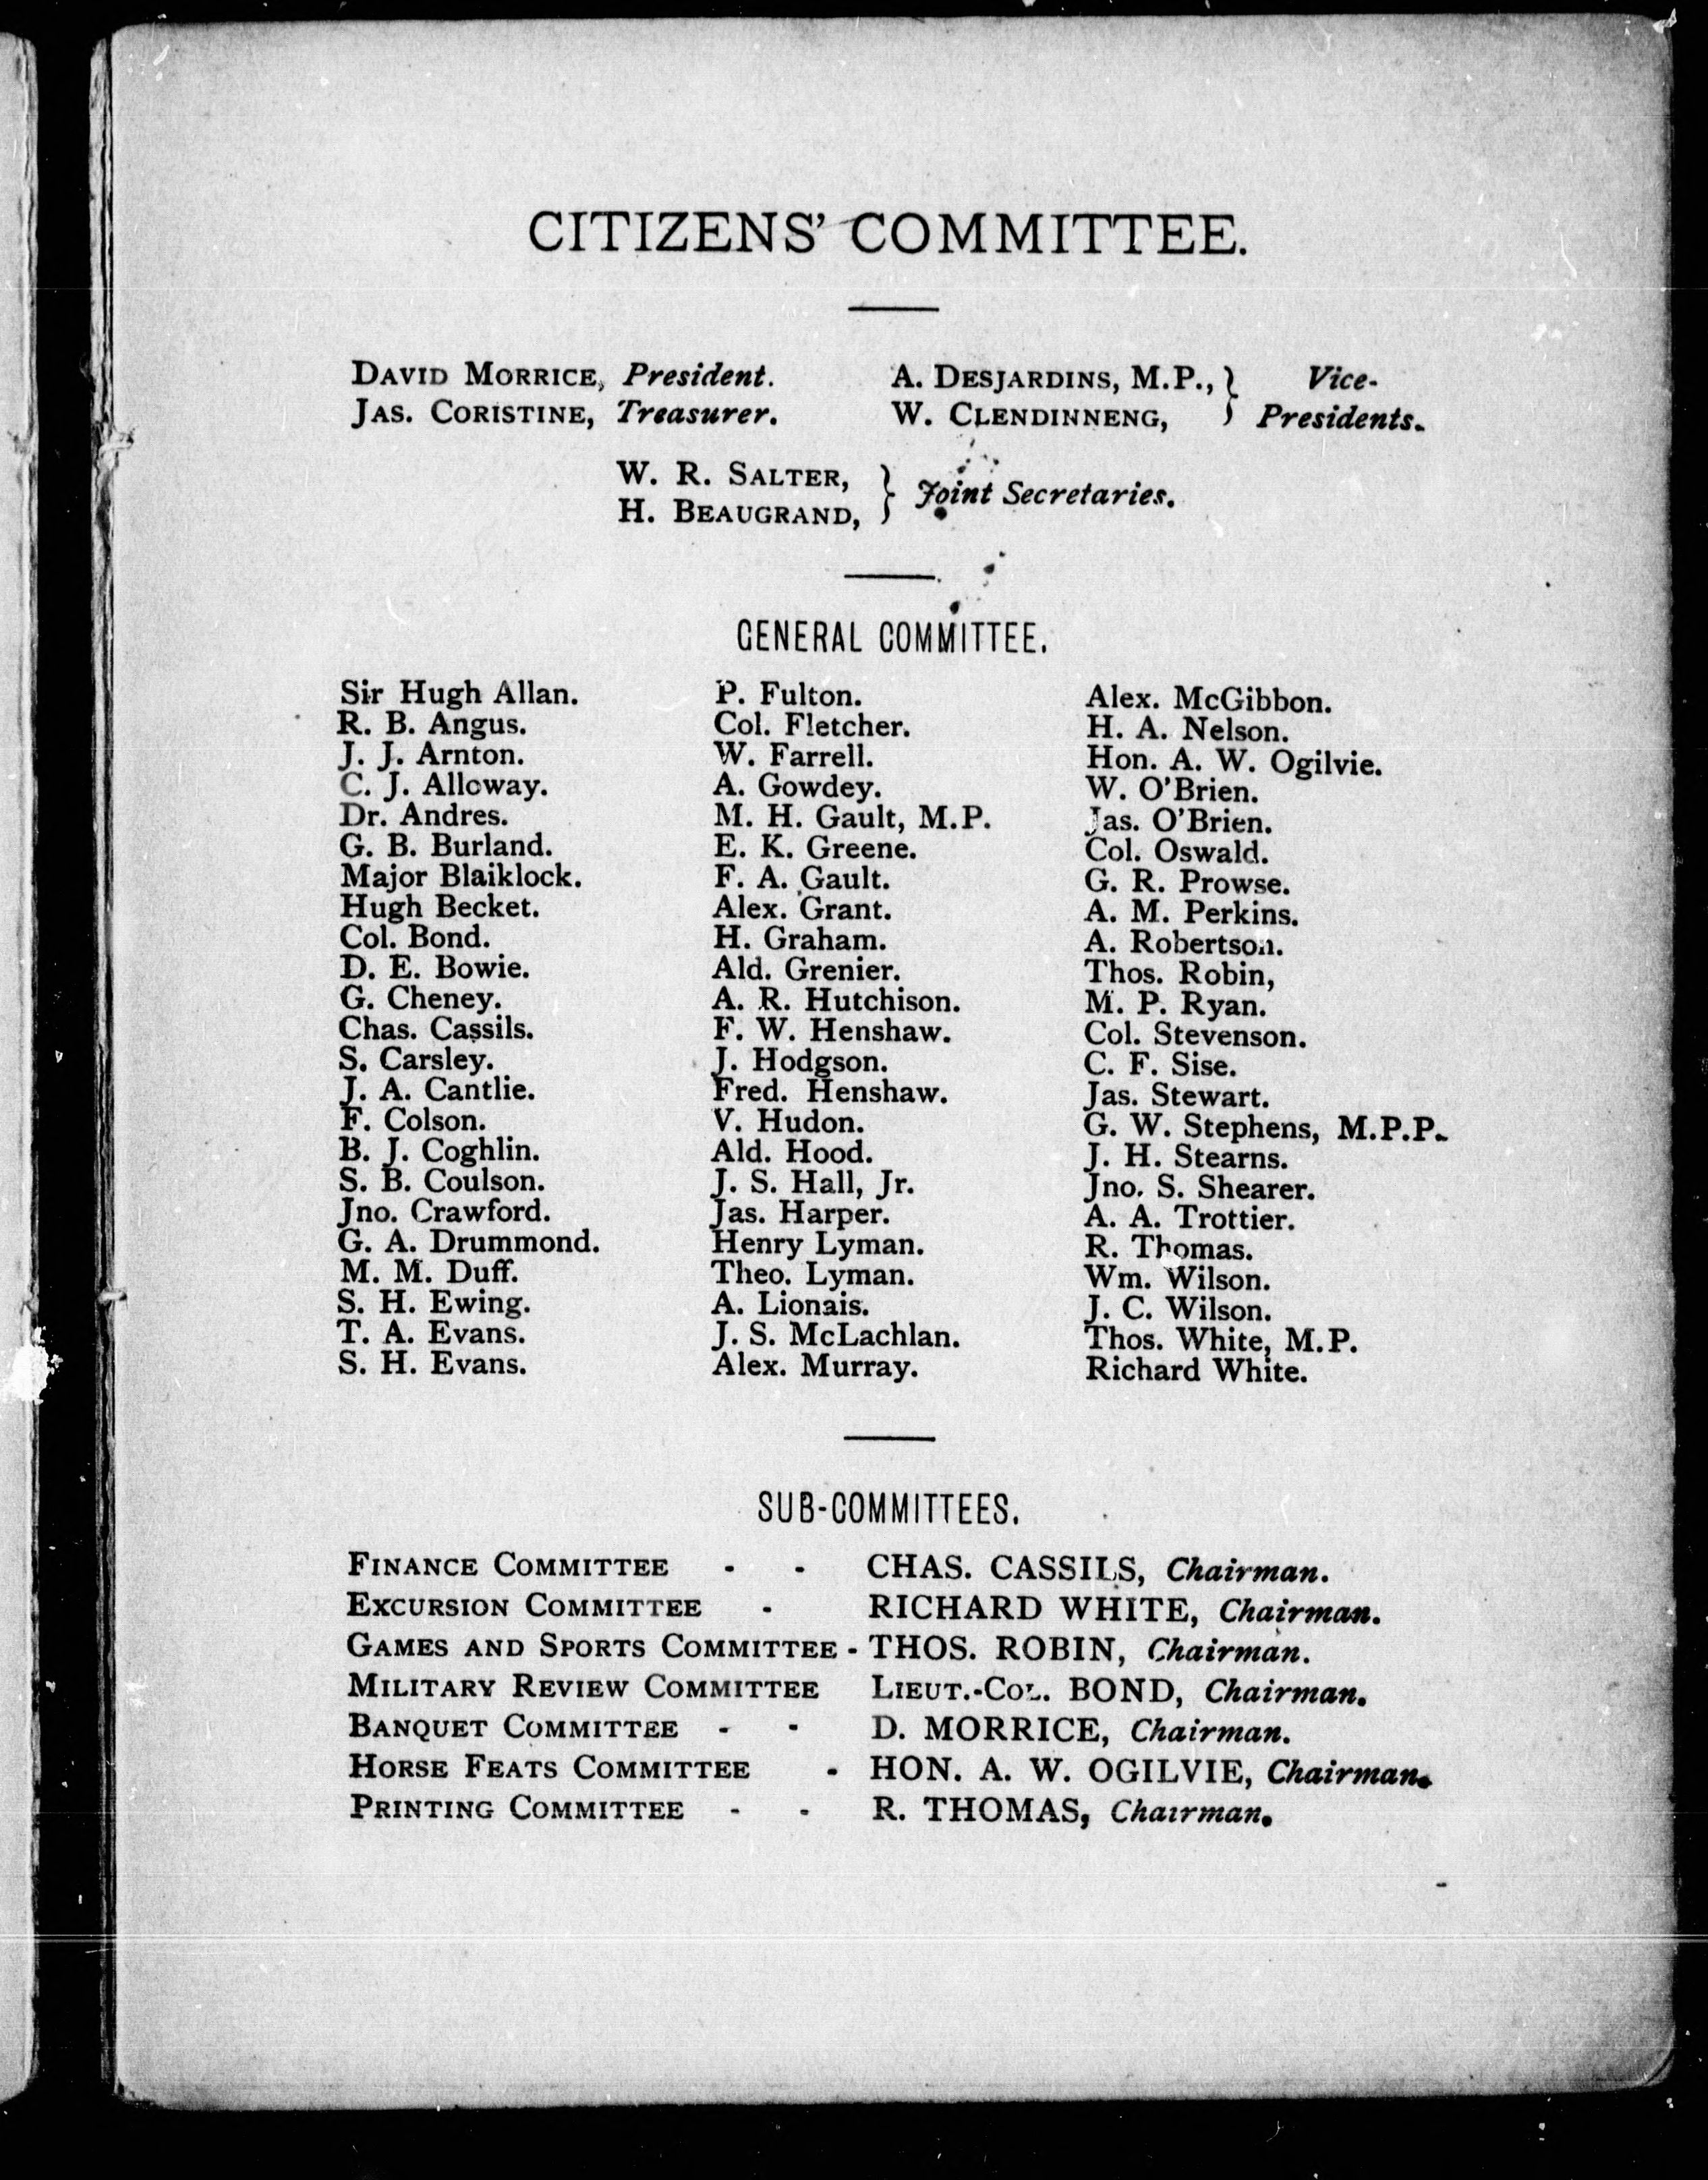 CITIZENS' COMMITTEE.
DAVID MORRICE, President.
JAS. CORISTINE, Treasurer.
A. DESJARDINS, M.P., } Vice-
W. CLENDINNENG, } Presidents.
W. R. SALTER,
H. BEAUGRAND, } Joint Secretaries.
GENERAL COMMITTEE.
Sir Hugh Allan.
R. B. Angus.
J. J. Arnton.
C. J. Alloway.
Dr. Andres.
G. B. Burland.
Major Blaiklock.
Hugh Becket.
Col. Bond.
D. E. Bowie.
G. Cheney.
Chas. Cassils.
S. Carsley.
J. A. Cantlie.
F. Colson.
B. J. Coghlin.
S. B. Coulson.
Jno. Crawford.
G. A. Drummond.
M. M. Duff.
S. H. Ewing.
T. A. Evans.
S. H. Evans.
P. Fulton.
Col. Fletcher.
W. Farrell.
A. Gowdey.
M. H. Gault, M.P.
E. K. Greene.
F. A. Gault.
Alex. Grant.
H. Graham.
Ald. Grenier.
A. R. Hutchison.
F. W. Henshaw.
J. Hodgson.
Fred. Henshaw.
V. Hudon.
Ald. Hood.
J. S. Hall, Jr.
Jas. Harper.
Henry Lyman.
Theo. Lyman.
A. Lionais.
J. S. McLachlan.
Alex. Murray.
Alex. McGibbon.
H. A. Nelson.
Hon. A. W. Ogilvie.
W. O'Brien.
Jas. O'Brien.
Col. Oswald.
G. R. Prowse.
A. M. Perkins.
A. Robertson.
Thos. Robin,
M. P. Ryan.
Col. Stevenson.
C. F. Sise.
Jas. Stewart.
G. W. Stephens, M.P.P.
J. H. Stearns.
Jno. S. Shearer.
A. A. Trottier.
R. Thomas.
Wm. Wilson.
J. C. Wilson.
Thos. White, M.P.
Richard White.
SUB-COMMITTEES.
FINANCE COMMITTEE - - CHAS. CASSILS, Chairman.
EXCURSION COMMITTEE - RICHARD WHITE, Chairman.
GAMES AND SPORTS COMMITTEE - THOS. ROBIN, Chairman.
MILITARY REVIEW COMMITTEE LIEUT.-COL. BOND, Chairman.
BANQUET COMMITTEE - - D. MORRICE, Chairman.
HORSE FEATS COMMITTEE - HON. A. W. OGILVIE, Chairman.
PRINTING COMMITTEE - - R. THOMAS, Chairman.